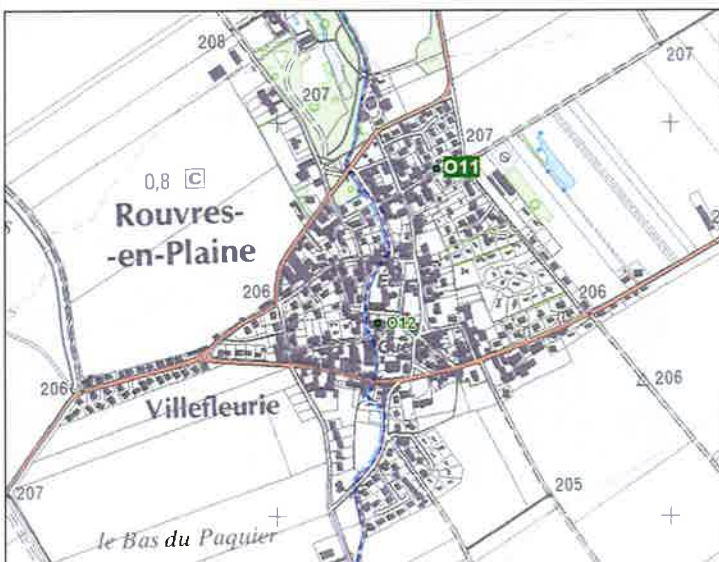 208
207
207
207
O11
0,8 C
Rouvres-
-en-Plaine
206
206
O12
206
206
Villefleurie
207
205
le Bas du Paquier